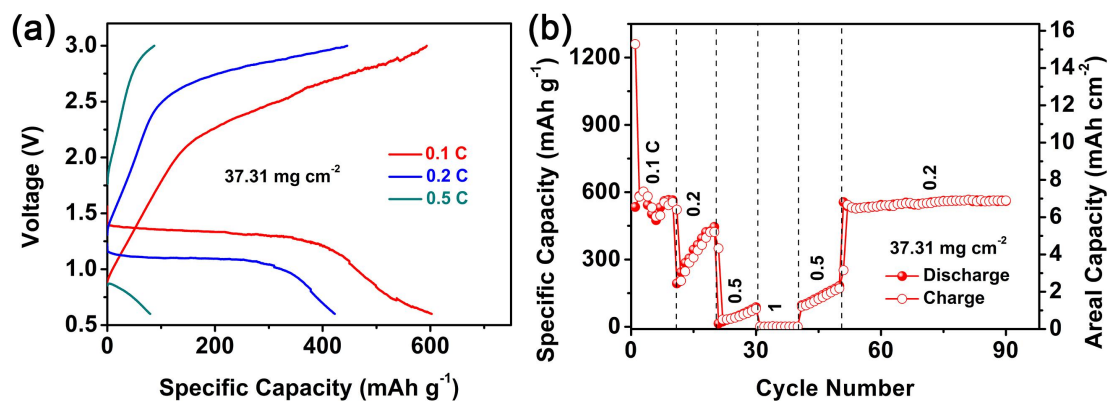 (a)
3.0
2.5
2.0
1.5
1.0
0.5
Voltage (V)
0
200
400
600
Specific Capacity (mAh g⁻¹)
37.31 mg cm⁻²
0.1 C
0.2 C
0.5 C
(b)
1200
900
600
300
0
Specific Capacity (mAh g⁻¹)
16
14
12
10
8
6
4
2
0
Areal Capacity (mAh cm⁻²)
0
30
60
90
Cycle Number
0.1 C
0.2
0.5
1
0.5
0.2
37.31 mg cm⁻²
Discharge
Charge